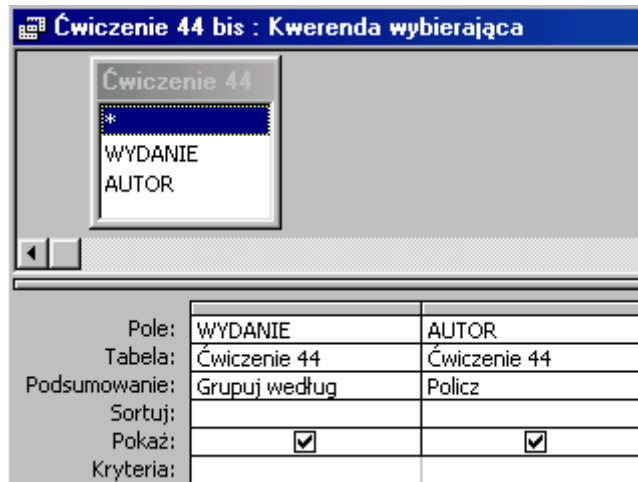 Ćwiczenie 44 bis : Kwerenda wybierająca
Ćwiczenie 44
*
WYDANIE
AUTOR
Pole: WYDANIE AUTOR
Tabela: Ćwiczenie 44 Ćwiczenie 44
Podsumowanie: Grupuj według Policz
Sortuj:
Pokaż:
Kryteria: